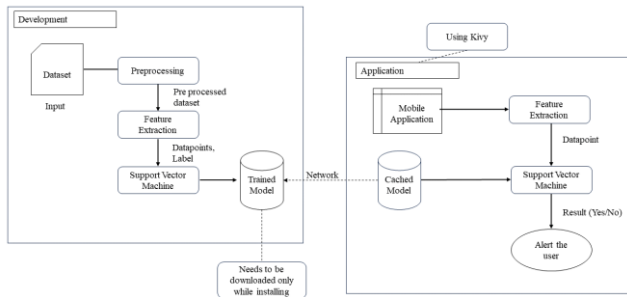 Development
Dataset
Input
Preprocessing
Pre processed
dataset
Feature
Extraction
Datapoints,
Label
Support Vector
Machine
Trained
Model
Needs to be
downloaded only
while installing
Network
Using Kivy
Application
Mobile
Application
Feature
Extraction
Datapoint
Cached
Model
Support Vector
Machine
Result (Yes/No)
Alert the
user